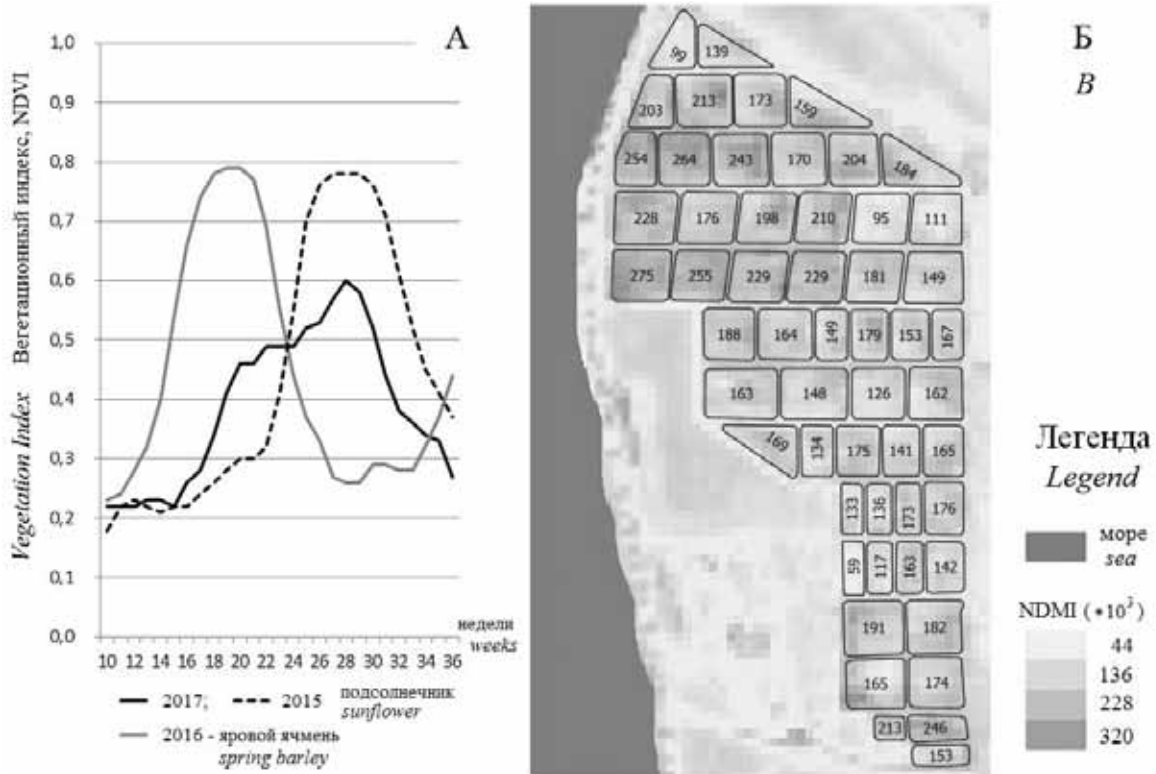 А
Вегетационный индекс, NDVI
Vegetation Index
1,0
0,9
0,8
0,7
0,6
0,5
0,4
0,3
0,2
0,1
0,0
недели
weeks
10 12 14 16 18 20 22 24 26 28 30 32 34 36
2017; 2015 подсолнечник
sunflower
2016 - яровой ячмень
spring barley
Б
B
99 139
203 213 173 159
254 264 243 170 204 184
228 176 198 210 95 111
275 255 229 229 181 149
188 164 149 179 153 167
163 148 126 162
169 134 175 141 165
133 136 173 176
59 117 163 142
191 182
165 174
213 246
153
Легенда
Legend
море
sea
NDMI (*10³)
44
136
228
320